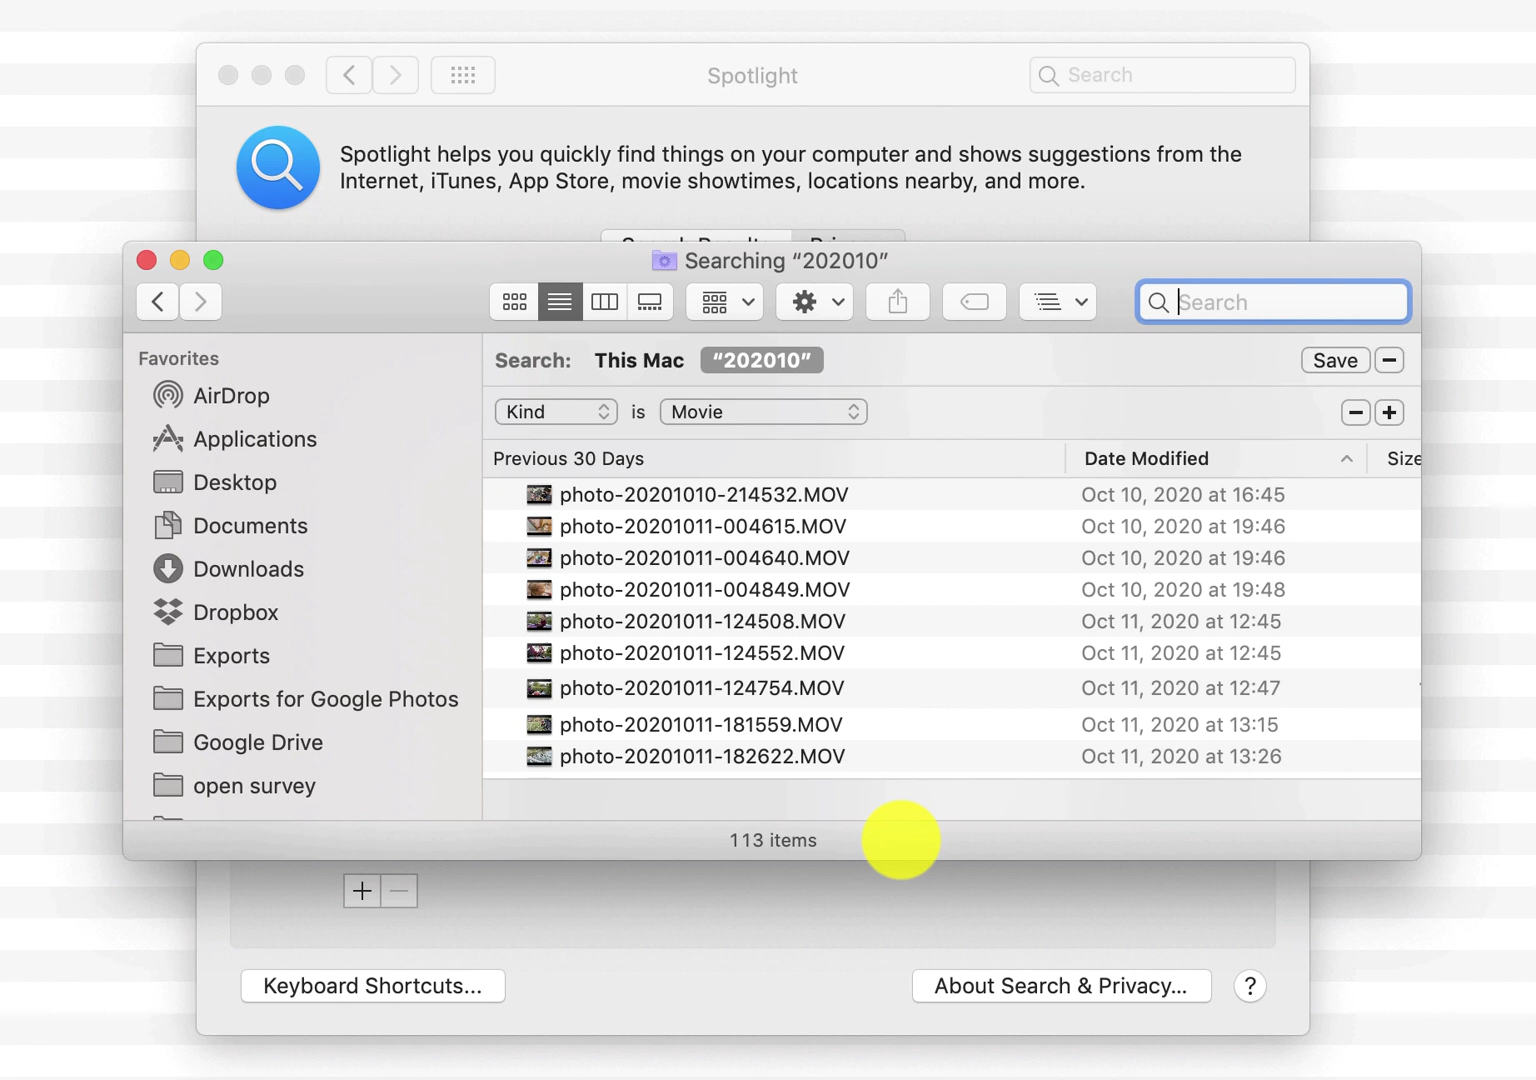 Spotlight
Search
Spotlight helps you quickly find things on your computer and shows suggestions from the
Internet, iTunes, App Store, movie showtimes, locations nearby, and more.
Searching “202010”
Search
Favorites
AirDrop
Applications
Desktop
Documents
Downloads
Dropbox
Exports
Exports for Google Photos
Google Drive
open survey
Search: This Mac “202010” Save
Kind is Movie
Previous 30 Days Date Modified Size
photo-20201010-214532.MOV Oct 10, 2020 at 16:45
photo-20201011-004615.MOV Oct 10, 2020 at 19:46
photo-20201011-004640.MOV Oct 10, 2020 at 19:46
photo-20201011-004849.MOV Oct 10, 2020 at 19:48
photo-20201011-124508.MOV Oct 11, 2020 at 12:45
photo-20201011-124552.MOV Oct 11, 2020 at 12:45
photo-20201011-124754.MOV Oct 11, 2020 at 12:47
photo-20201011-181559.MOV Oct 11, 2020 at 13:15
photo-20201011-182622.MOV Oct 11, 2020 at 13:26
113 items
Keyboard Shortcuts...
About Search & Privacy...
?